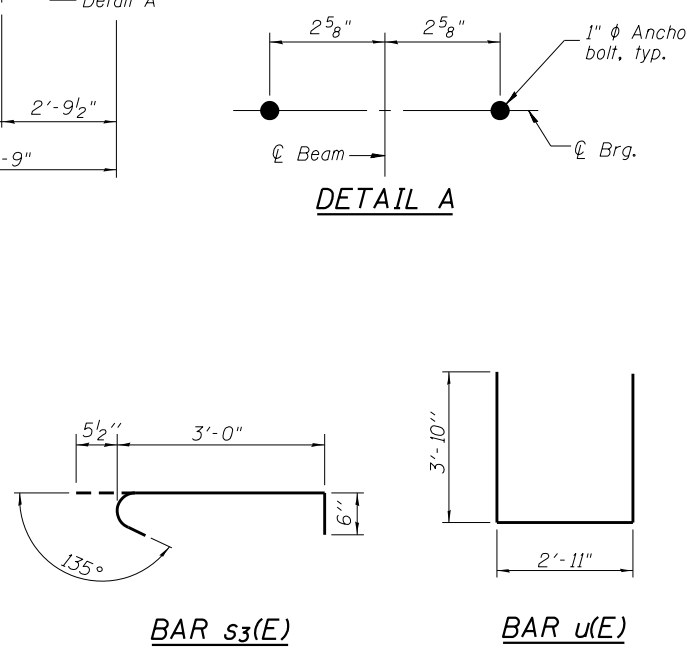 Detail A
2'-9½"
-9"
2⅝"
2⅝"
1" ϕ Ancho
bolt, typ.
℄ Beam
℄ Brg.
DETAIL A
5½"
3'-0"
6"
135°
BAR s3(E)
3'-10"
2'-11"
BAR u(E)